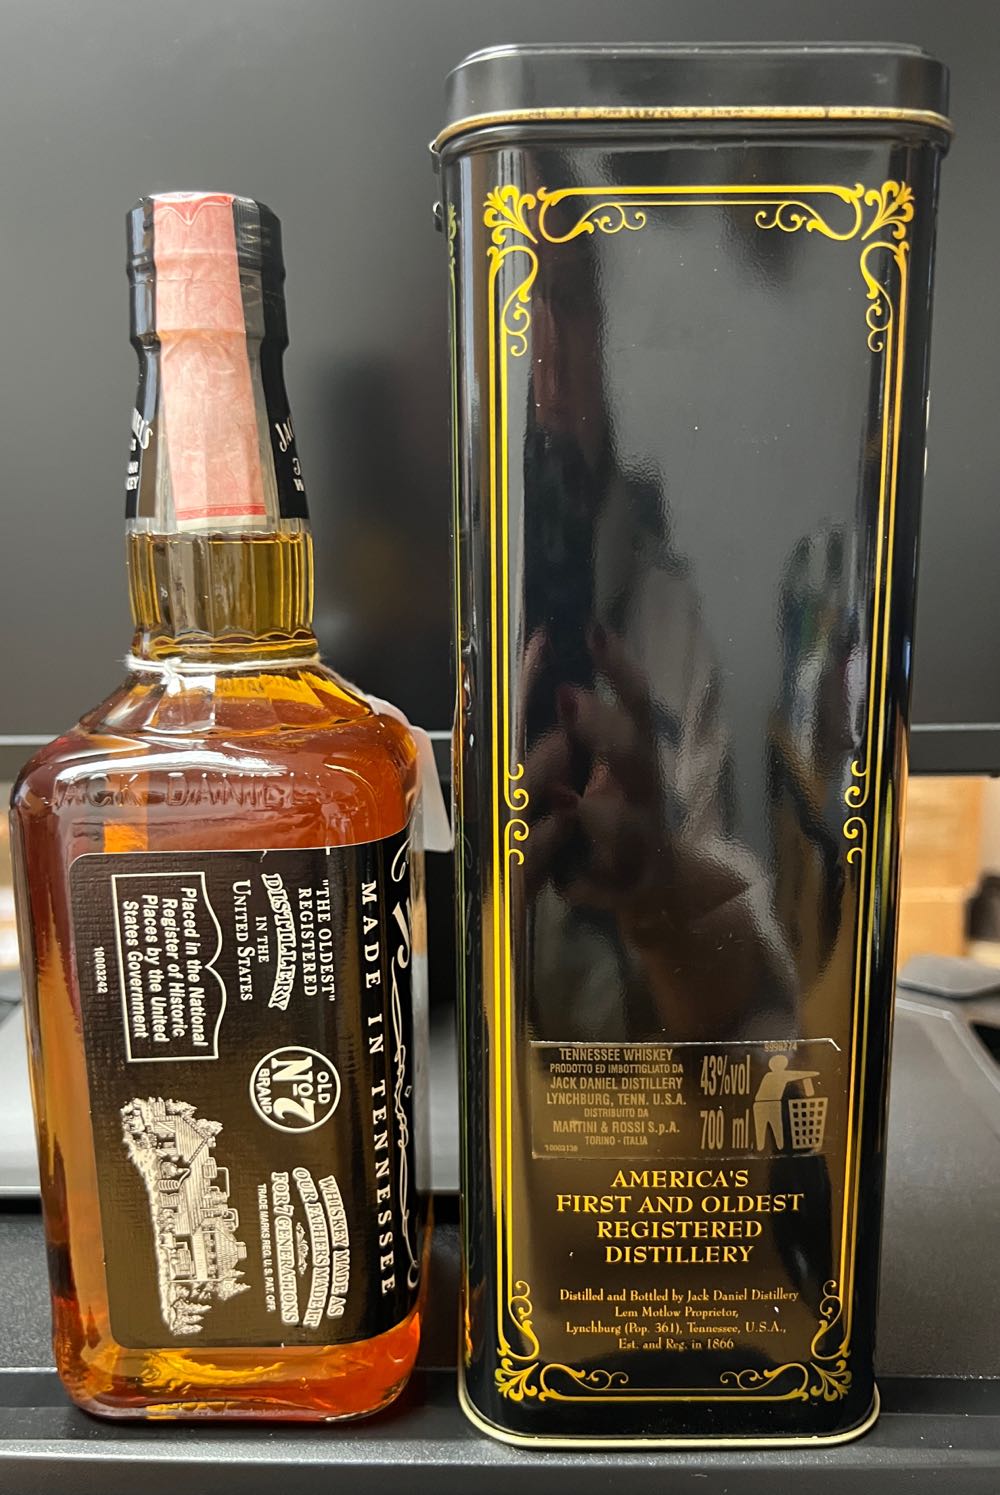 JACK DANIEL
MADE IN TENNESSEE
"THE OLDEST"
REGISTERED
DISTILLERY
IN THE
UNITED STATES
Placed in the National
Register of Historic
Places by the United
States Government
10003242
OLD
No. 7
BRAND
WHISKEY MADE AS
OUR FATHERS MADE IT
FOR 7 GENERATIONS
TRADE MARKS REG. U.S. PAT. OFF.
TENNESSEE WHISKEY
PRODOTTO ED IMBOTTIGLIATO DA
JACK DANIEL DISTILLERY
LYNCHBURG, TENN. U.S.A.
DISTRIBUITO DA
MARTINI & ROSSI S.p.A.
TORINO - ITALIA
10003139
43%vol
700 ml
9990274
AMERICA'S
FIRST AND OLDEST
REGISTERED
DISTILLERY
Distilled and Bottled by Jack Daniel Distillery
Lem Motlow Proprietor,
Lynchburg (Pop. 361), Tennessee, U.S.A.,
Est. and Reg. in 1866